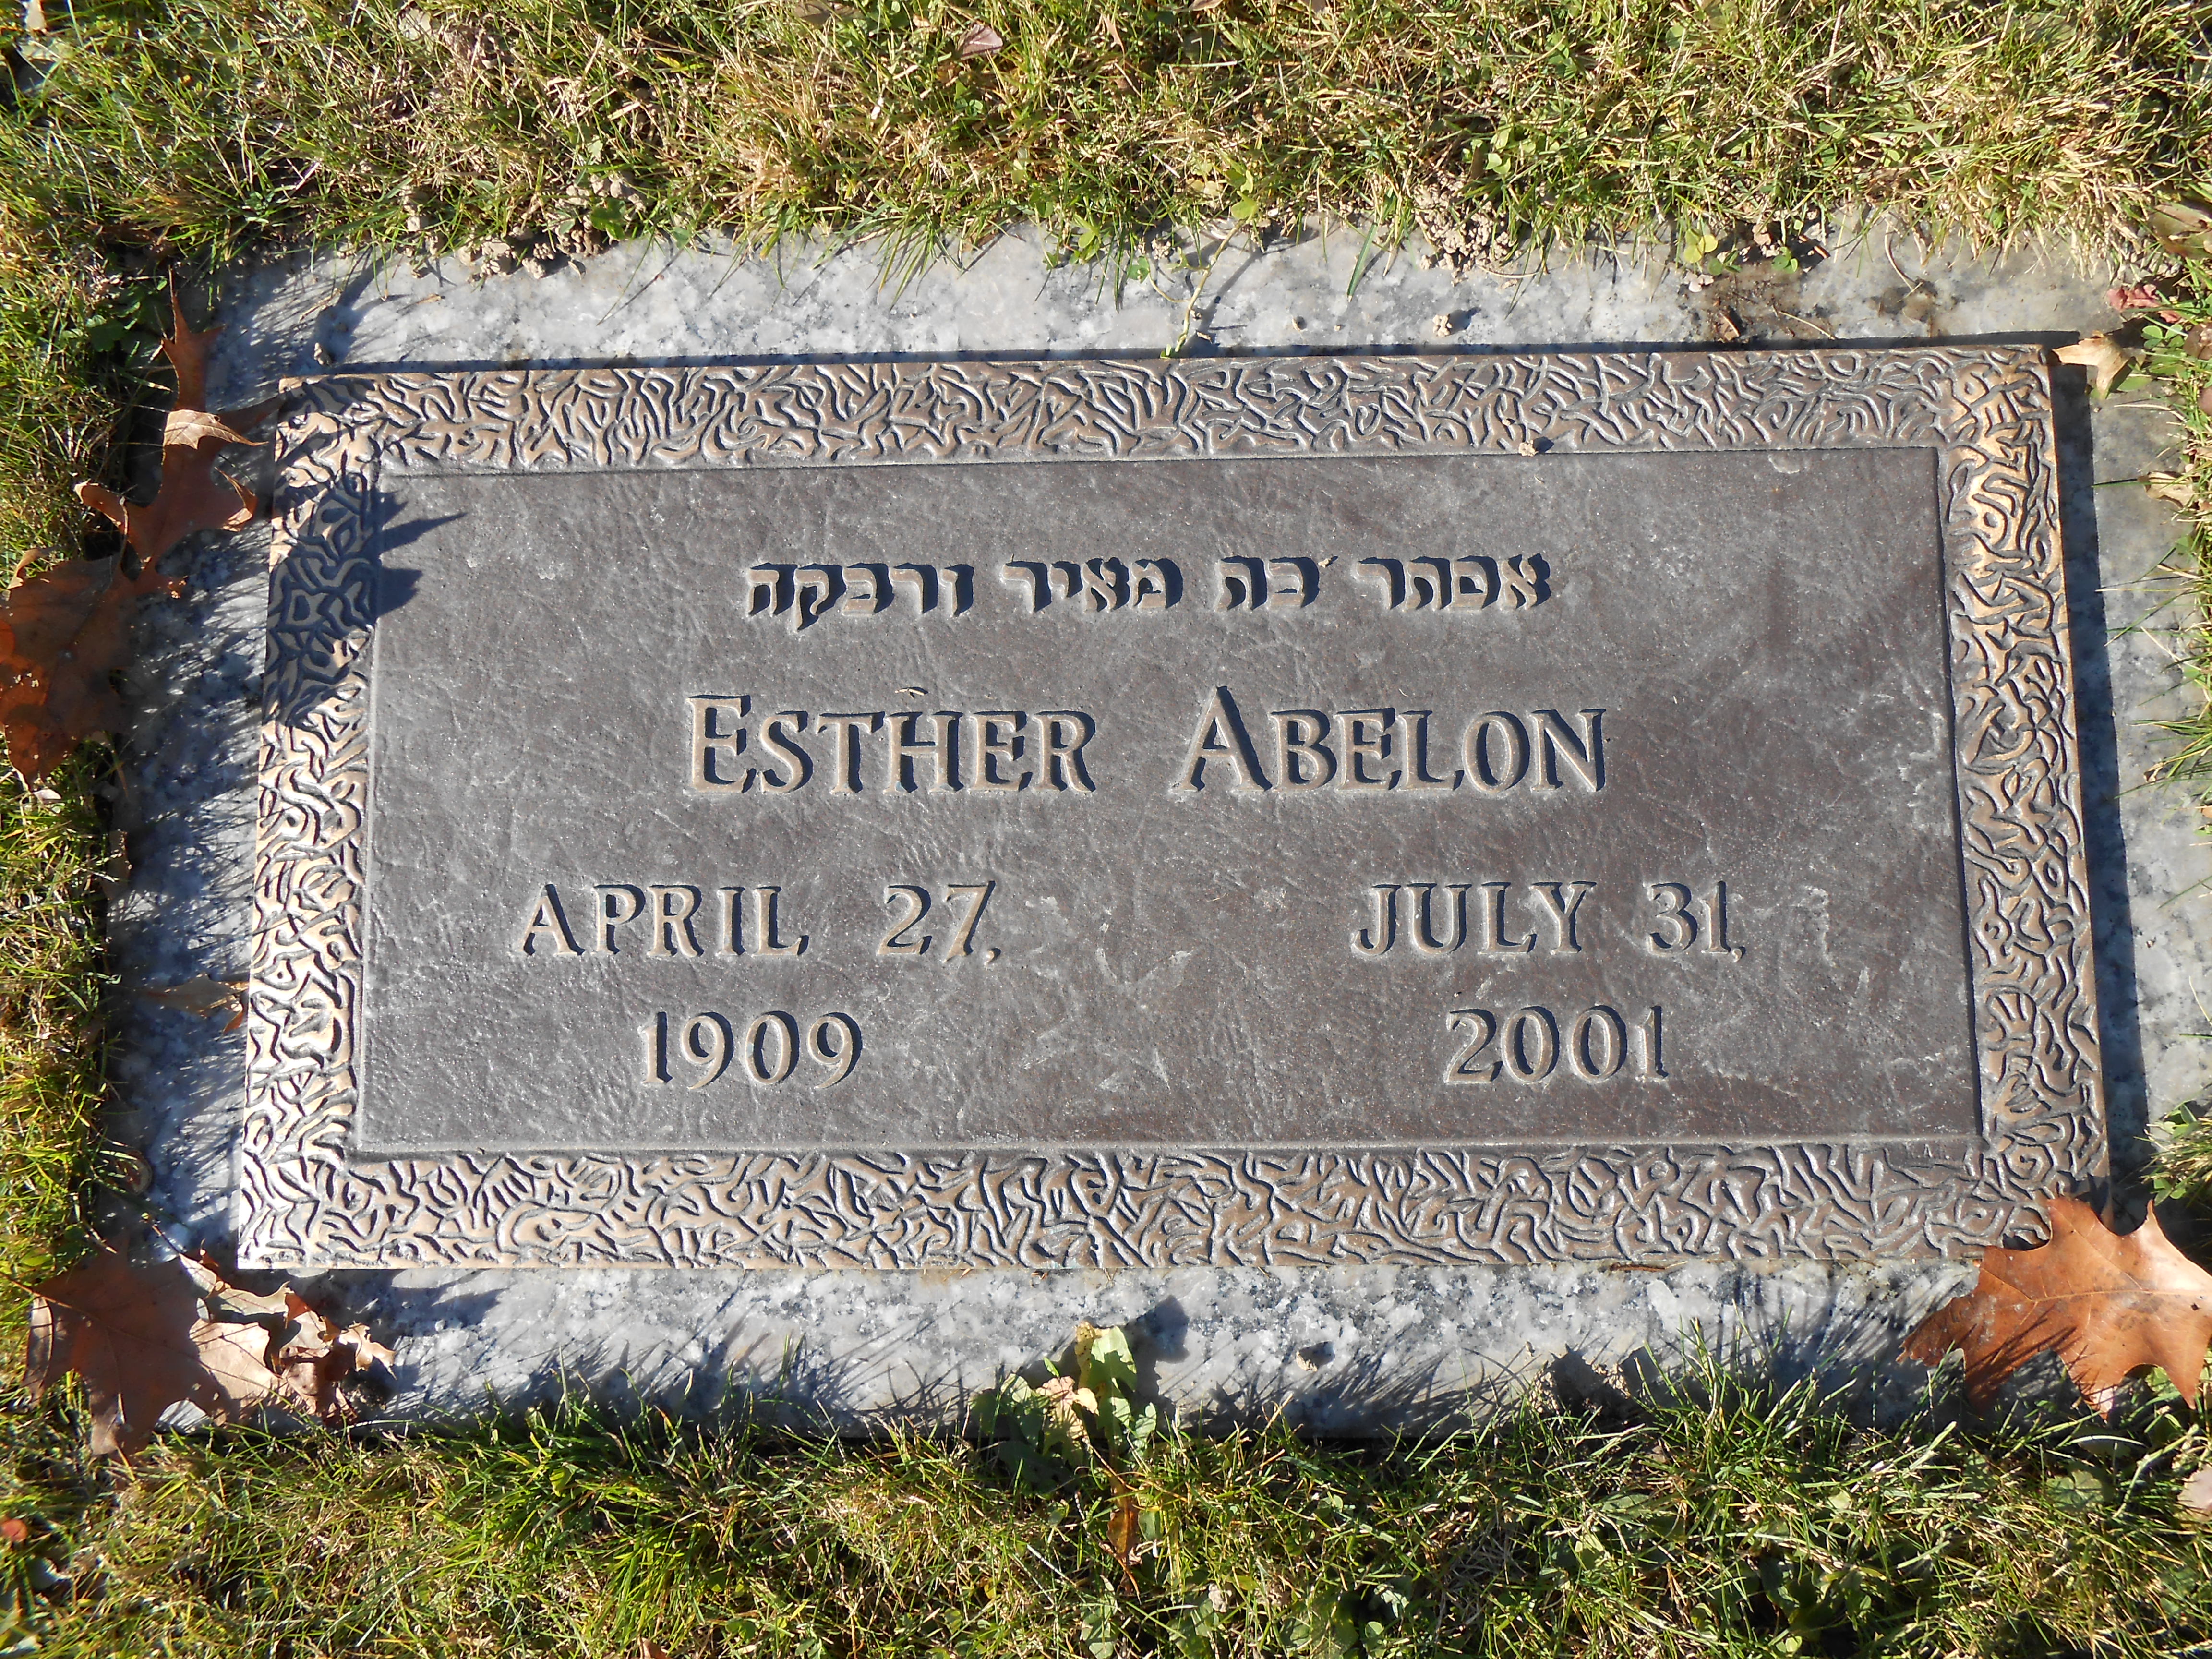 אסתר בת מאיר ורבקה
ESTHER ABELON
APRIL 27, JULY 31,
1909 2001